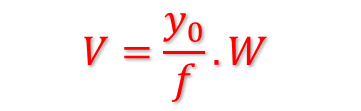 V = y₀/f . W